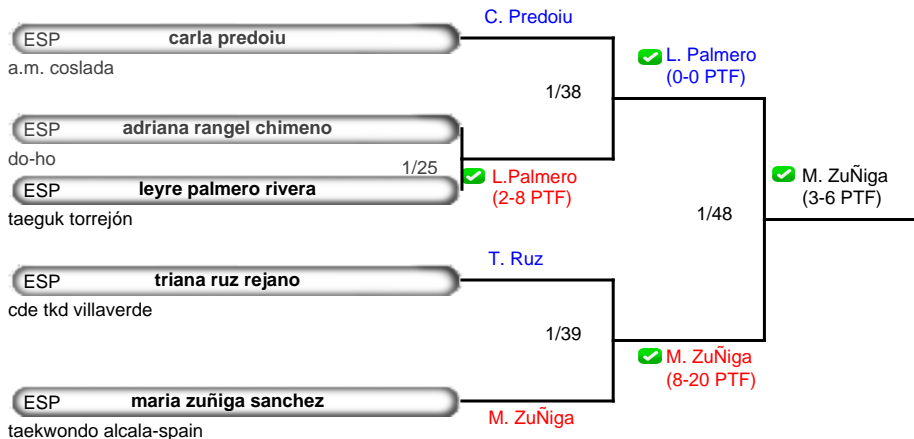 C. Predoiu
ESP carla predoiu
a.m. coslada
L. Palmero
(0-0 PTF)
1/38
ESP adriana rangel chimeno
do-ho
1/25
L.Palmero
(2-8 PTF)
ESP leyre palmero rivera
taeguk torrejón
M. ZuÑiga
(3-6 PTF)
1/48
T. Ruz
ESP triana ruz rejano
cde tkd villaverde
1/39
M. ZuÑiga
(8-20 PTF)
ESP maria zuñiga sanchez
M. ZuÑiga
taekwondo alcala-spain